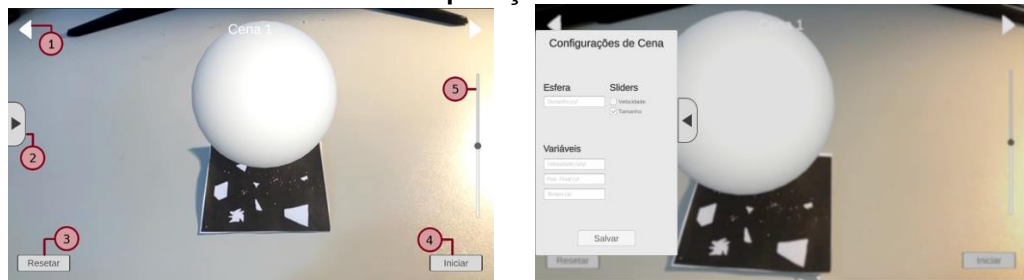 Cena 1
1
5
2
3
4
Resetar
Iniciar
Configurações de Cena
Esfera
Sliders
Velocidade
Tamanho
Variáveis
Salvar
Resetar
Iniciar